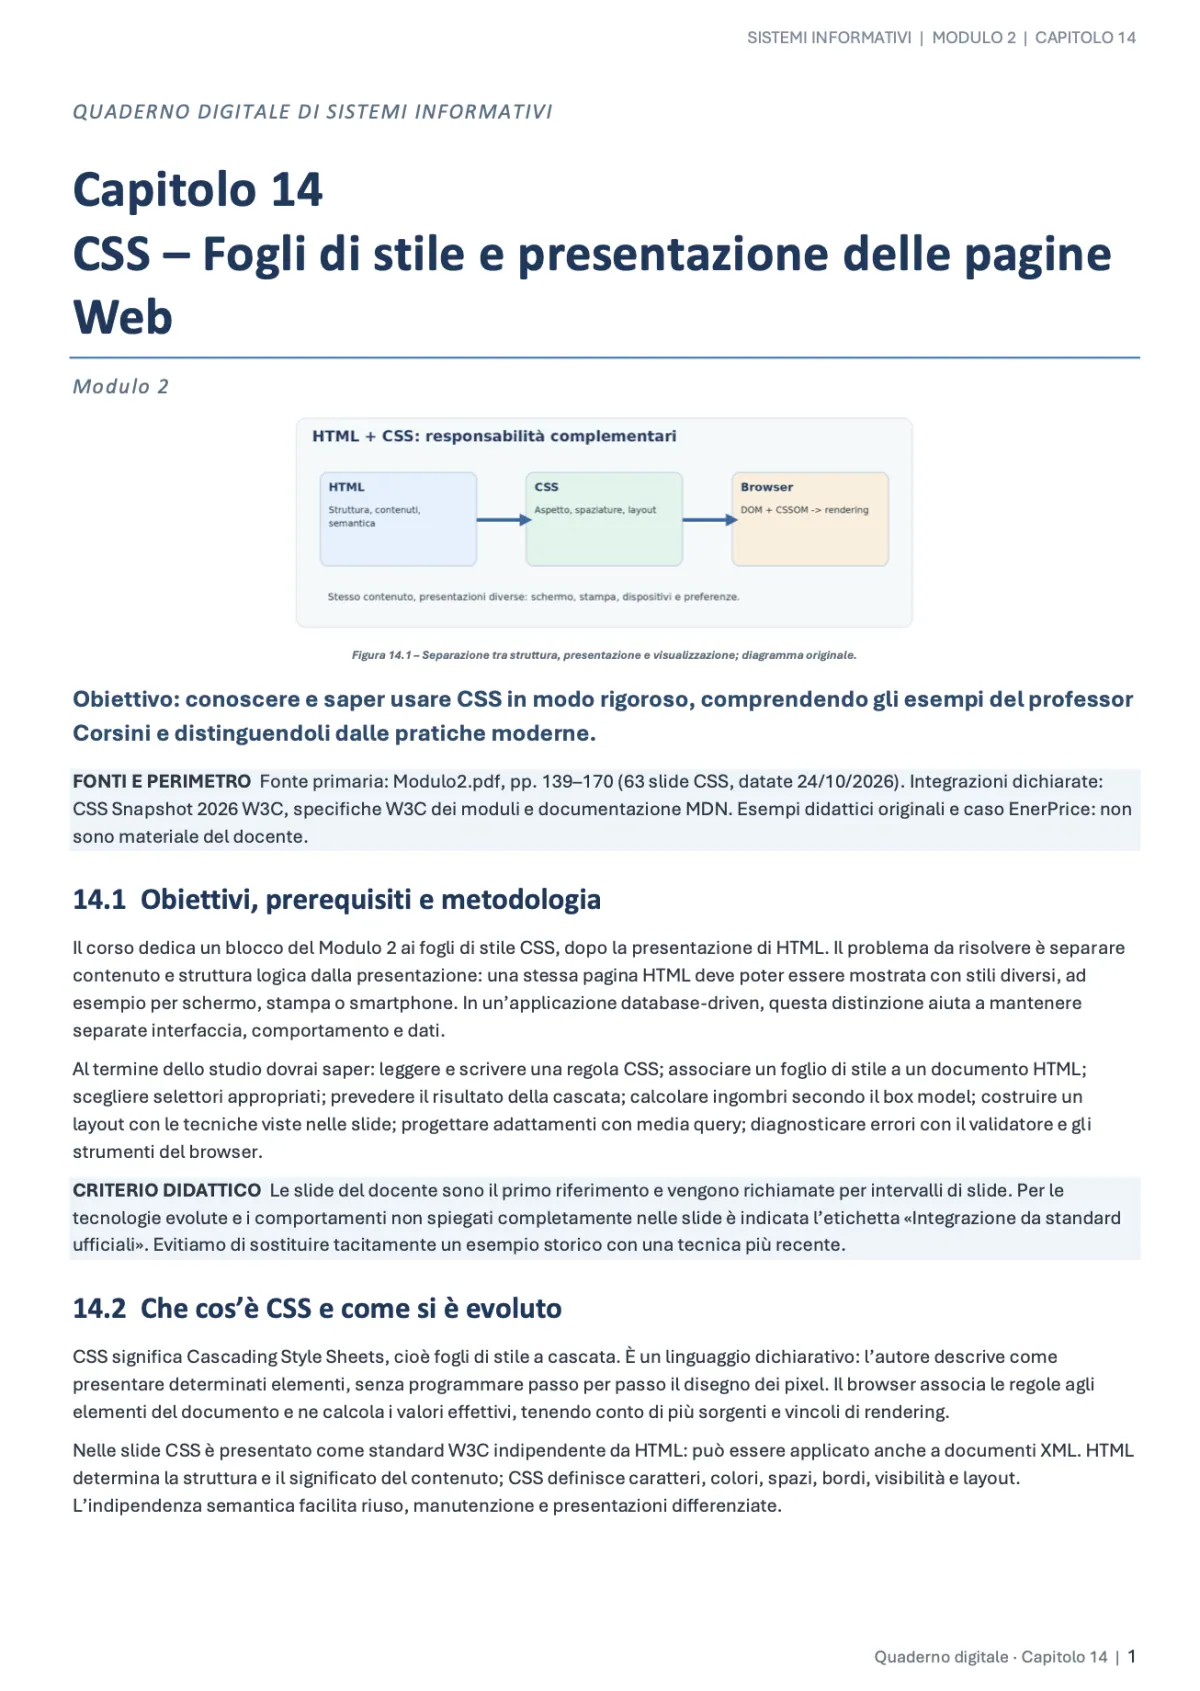 SISTEMI INFORMATIVI | MODULO 2 | CAPITOLO 14
QUADERNO DIGITALE DI SISTEMI INFORMATIVI
Capitolo 14
CSS – Fogli di stile e presentazione delle pagine
Web
Modulo 2
HTML + CSS: responsabilità complementari
HTML
Struttura, contenuti,
semantica
CSS
Aspetto, spaziature, layout
Browser
DOM + CSSOM -> rendering
Stesso contenuto, presentazioni diverse: schermo, stampa, dispositivi e preferenze.
Figura 14.1 – Separazione tra struttura, presentazione e visualizzazione; diagramma originale.
Obiettivo: conoscere e saper usare CSS in modo rigoroso, comprendendo gli esempi del professor
Corsini e distinguendoli dalle pratiche moderne.
FONTI E PERIMETRO Fonte primaria: Modulo2.pdf, pp. 139–170 (63 slide CSS, datate 24/10/2026). Integrazioni dichiarate:
CSS Snapshot 2026 W3C, specifiche W3C dei moduli e documentazione MDN. Esempi didattici originali e caso EnerPrice: non
sono materiale del docente.
14.1 Obiettivi, prerequisiti e metodologia
Il corso dedica un blocco del Modulo 2 ai fogli di stile CSS, dopo la presentazione di HTML. Il problema da risolvere è separare
contenuto e struttura logica dalla presentazione: una stessa pagina HTML deve poter essere mostrata con stili diversi, ad
esempio per schermo, stampa o smartphone. In un’applicazione database-driven, questa distinzione aiuta a mantenere
separate interfaccia, comportamento e dati.
Al termine dello studio dovrai saper: leggere e scrivere una regola CSS; associare un foglio di stile a un documento HTML;
scegliere selettori appropriati; prevedere il risultato della cascata; calcolare ingombri secondo il box model; costruire un
layout con le tecniche viste nelle slide; progettare adattamenti con media query; diagnosticare errori con il validatore e gli
strumenti del browser.
CRITERIO DIDATTICO Le slide del docente sono il primo riferimento e vengono richiamate per intervalli di slide. Per le
tecnologie evolute e i comportamenti non spiegati completamente nelle slide è indicata l’etichetta «Integrazione da standard
ufficiali». Evitiamo di sostituire tacitamente un esempio storico con una tecnica più recente.
14.2 Che cos’è CSS e come si è evoluto
CSS significa Cascading Style Sheets, cioè fogli di stile a cascata. È un linguaggio dichiarativo: l’autore descrive come
presentare determinati elementi, senza programmare passo per passo il disegno dei pixel. Il browser associa le regole agli
elementi del documento e ne calcola i valori effettivi, tenendo conto di più sorgenti e vincoli di rendering.
Nelle slide CSS è presentato come standard W3C indipendente da HTML: può essere applicato anche a documenti XML. HTML
determina la struttura e il significato del contenuto; CSS definisce caratteri, colori, spazi, bordi, visibilità e layout.
L’indipendenza semantica facilita riuso, manutenzione e presentazioni differenziate.
Quaderno digitale · Capitolo 14 | 1